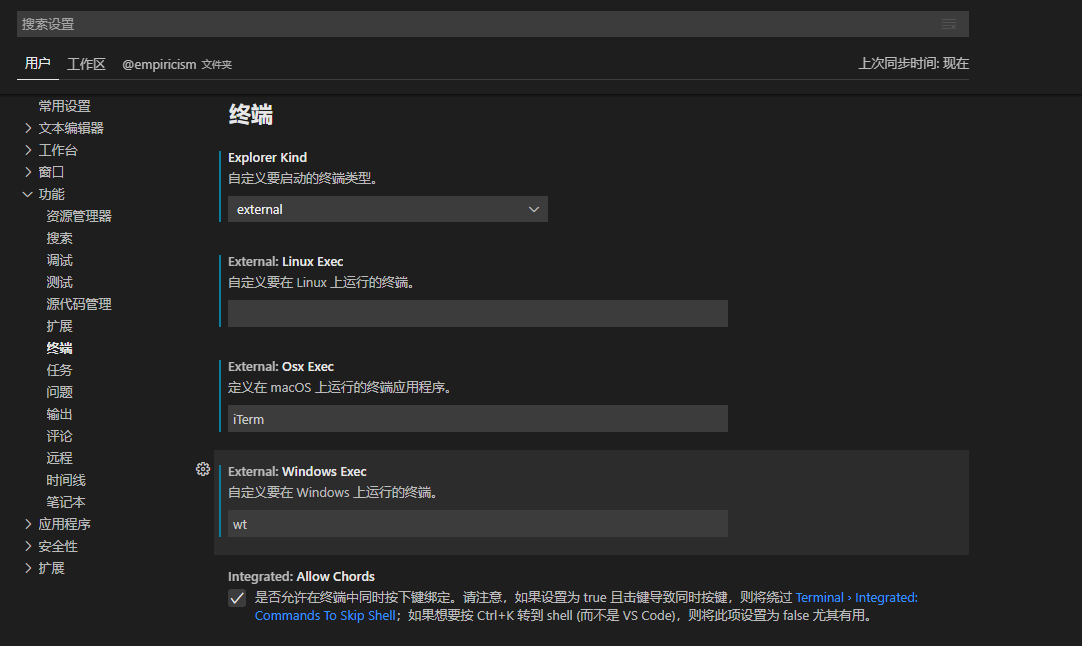 搜索设置
用户 工作区 @empiricism 文件夹 上次同步时间: 现在
常用设置
文本编辑器
工作台
窗口
功能
资源管理器
搜索
调试
测试
源代码管理
扩展
终端
任务
问题
输出
评论
远程
时间线
笔记本
应用程序
安全性
扩展
终端
Explorer Kind
自定义要启动的终端类型。
external
External: Linux Exec
自定义要在 Linux 上运行的终端。
External: Osx Exec
定义在 macOS 上运行的终端应用程序。
iTerm
External: Windows Exec
自定义要在 Windows 上运行的终端。
wt
Integrated: Allow Chords
是否允许在终端中同时按下键绑定。请注意，如果设置为 true 且击键导致同时按键，则将绕过 Terminal › Integrated:
Commands To Skip Shell；如果想要按 Ctrl+K 转到 shell (而不是 VS Code)，则将此项设置为 false 尤其有用。